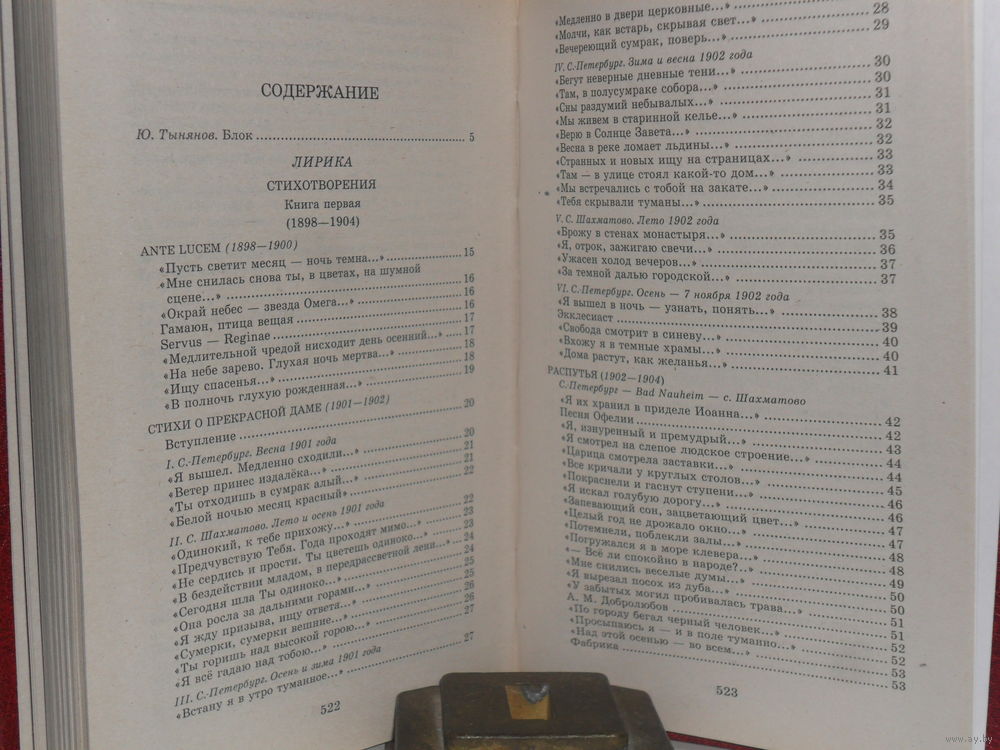 СОДЕРЖАНИЕ
Ю. Тынянов. Блок 5
ЛИРИКА
СТИХОТВОРЕНИЯ
Книга первая
(1898—1904)
ANTE LUCEM (1898—1900)
«Пусть светит месяц — ночь темна...» 15
«Мне снилась снова ты, в цветах, на шумной
сцене...» 16
«Окрай небес — звезда Омега...» 16
Гамаюн, птица вещая 16
Servus — Reginae 17
«Медлительной чредой нисходит день осенний...» 17
«На небе зарево. Глухая ночь мертва...» 18
«Ищу спасенья...» 18
«В полночь глухую рожденная...» 19
СТИХИ О ПРЕКРАСНОЙ ДАМЕ (1901—1902)
Вступление 20
I. С.-Петербург. Весна 1901 года
«Я вышел. Медленно сходили...» 20
«Ветер принес издалёка...» 21
«Ты отходишь в сумрак алый...» 21
«Белой ночью месяц красный» 22
II. С. Шахматово. Лето и осень 1901 года
«Одинокий, к тебе прихожу...» 22
«Предчувствую Тебя. Года проходят мимо...» 23
«Не сердись и прости. Ты цветешь одиноко...» 23
«В бездействии младом, в передрассветной лени...» 24
«Сегодня шла Ты одиноко...» 24
«Она росла за дальними горами...» 25
«Я жду призыва, ищу ответа...» 25
«Сумерки, сумерки вешние...» 26
«Ты горишь над высокой горою...» 26
«Я всё гадаю над тобою...» 27
III. С.-Петербург. Осень и зима 1901 года
«Встану я в утро туманное...» 27
522
«Медленно в двери церковные...»
«Молчи, как встарь, скрывая свет...» 28
«Вечереющий сумрак, поверь...» 29
IV. С.-Петербург. Зима и весна 1902 года
«Бегут неверные дневные тени...» 30
«Там, в полусумраке собора...» 30
«Сны раздумий небывалых...» 31
«Мы живем в старинной келье...» 31
«Верю в Солнце Завета...» 32
«Весна в реке ломает льдины...» 32
«Странных и новых ищу на страницах...» 33
«Там — в улице стоял какой-то дом...» 33
«Мы встречались с тобой на закате...» 34
«Тебя скрывали туманы...» 35
V. С. Шахматово. Лето 1902 года
«Брожу в стенах монастыря...» 35
«Я, отрок, зажигаю свечи...» 36
«Ужасен холод вечеров...» 37
«За темной далью городской...» 37
VI. С.-Петербург. Осень — 7 ноября 1902 года
«Я вышел в ночь — узнать, понять...» 38
Экклесиаст 39
«Свобода смотрит в синеву...» 40
«Вхожу я в темные храмы...» 40
«Дома растут, как желанья...» 41
РАСПУТЬЯ (1902—1904)
С.-Петербург — Bad Nauheim — с. Шахматово
«Я их хранил в приделе Иоанна...» 42
Песня Офелии 42
«Я, изнуренный и премудрый...» 43
«Я смотрел на слепое людское строение...» 44
«Царица смотрела заставки...» 44
«Все кричали у круглых столов...» 45
«Покраснели и гаснут ступени...» 46
«Я искал голубую дорогу...» 46
«Запевающий сон, зацветающий цвет...» 47
«Целый год не дрожало окно...» 47
«Потемнели, поблекли залы...» 48
«Погружался я в море клевера...» 48
«— Всё ли спокойно в народе?..» 49
«Мне снились веселые думы...» 50
«Я вырезал посох из дуба...» 50
«У забытых могил пробивалась трава...» 51
А. М. Добролюбов 51
«По городу бегал черный человек...» 52
«Просыпаюсь я — и в поле туманно...» 52
«Над этой осенью — во всем...» 53
Фабрика 53
523
www.ay.by